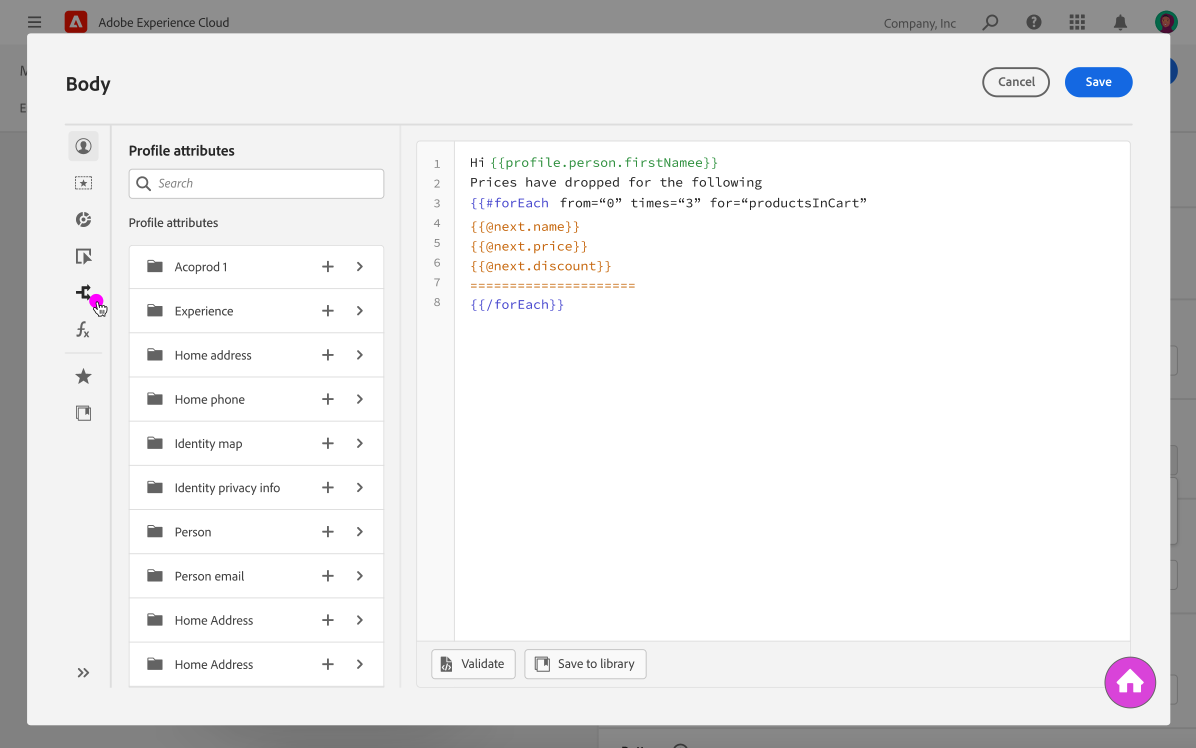 Adobe Experience Cloud
Company, Inc
Body
Cancel
Save
Profile attributes
Search
Profile attributes
Acoprod 1
Experience
Home address
Home phone
Identity map
Identity privacy info
Person
Person email
Home Address
Home Address
1 Hi {{profile.person.firstNamee}}
2 Prices have dropped for the following
3 {{#forEach from=“0” times=“3” for=“productsInCart”
4 {{@next.name}}
5 {{@next.price}}
6 {{@next.discount}}
7 =====================
8 {{/forEach}}
Validate
Save to library